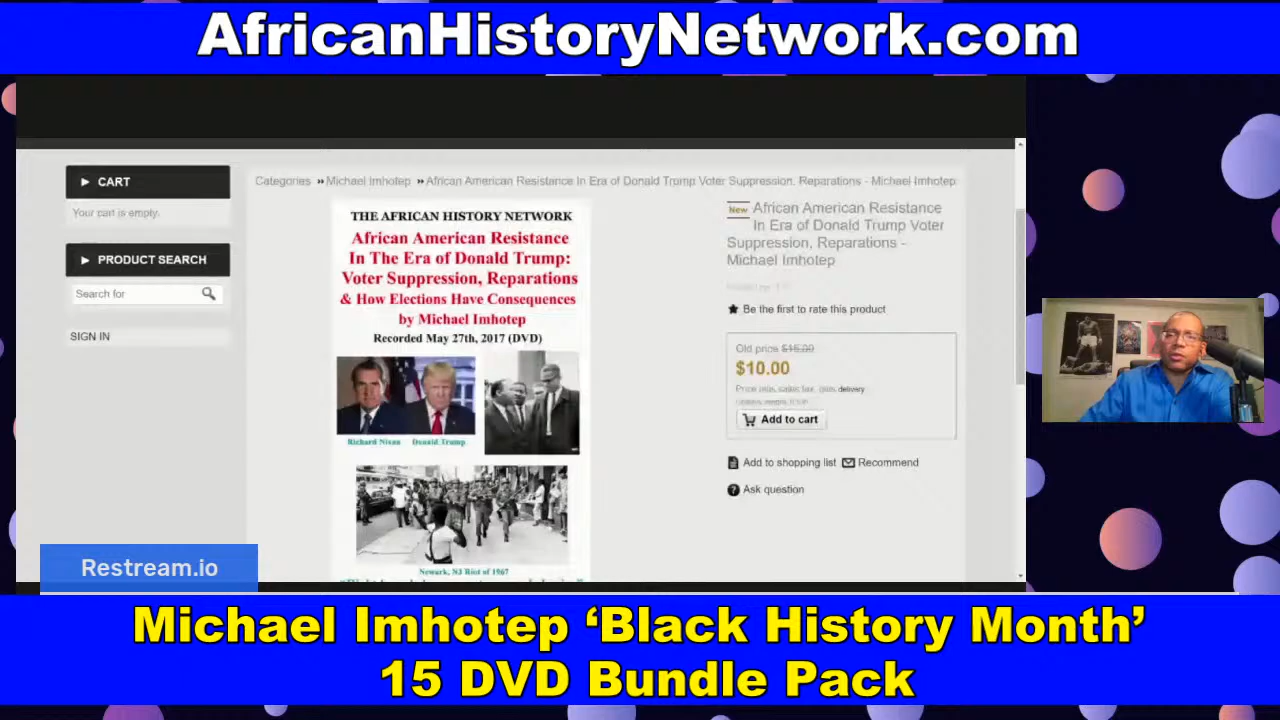 AfricanHistoryNetwork.com
CART
Your cart is empty.
PRODUCT SEARCH
Search for
SIGN IN
Categories » Michael Imhotep » African American Resistance In Era of Donald Trump Voter Suppression, Reparations - Michael Imhotep
THE AFRICAN HISTORY NETWORK
African American Resistance
In The Era of Donald Trump:
Voter Suppression, Reparations
& How Elections Have Consequences
by Michael Imhotep
Recorded May 27th, 2017 (DVD)
Richard Nixon Donald Trump
Newark, NJ Riot of 1967
New African American Resistance
In Era of Donald Trump Voter
Suppression, Reparations -
Michael Imhotep
Be the first to rate this product
Old price $15.00
$10.00
delivery
Add to cart
Add to shopping list Recommend
Ask question
Restream.io
Michael Imhotep ‘Black History Month’
15 DVD Bundle Pack